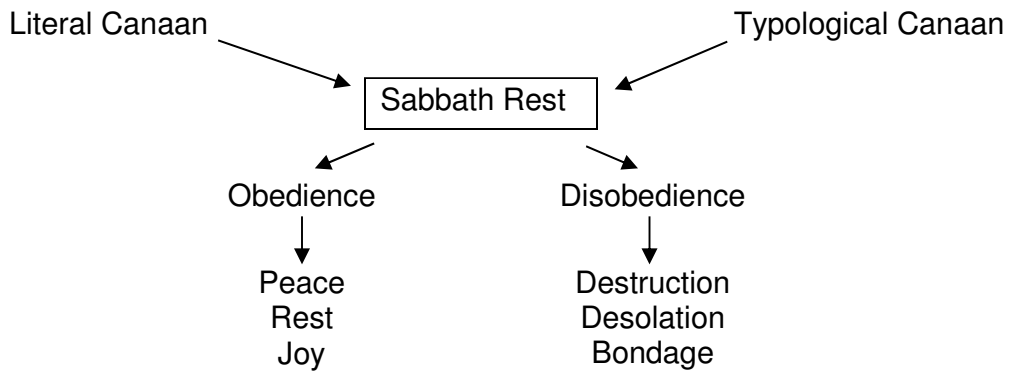 Literal Canaan
Typological Canaan
Sabbath Rest
Obedience
Disobedience
Peace
Rest
Joy
Destruction
Desolation
Bondage